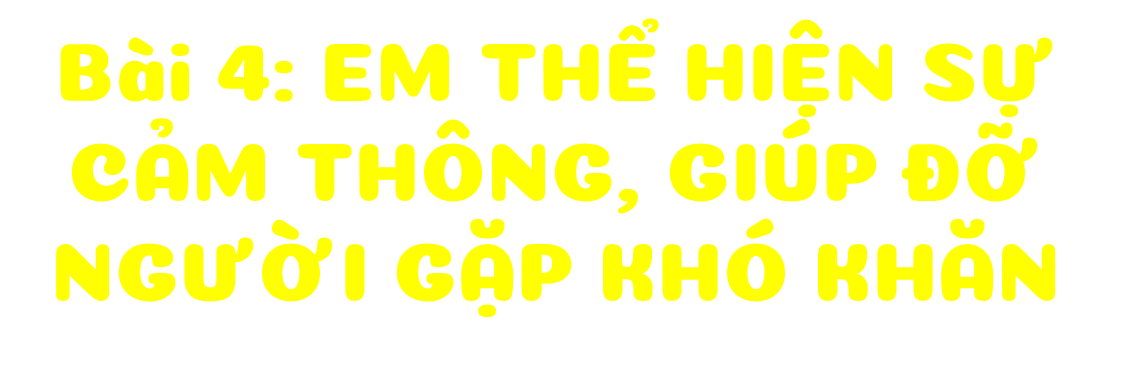 Bài 4: EM THỂ HIỆN SỰ
CẢM THÔNG, GIÚP ĐỠ
NGƯỜI GẶP KHÓ KHĂN